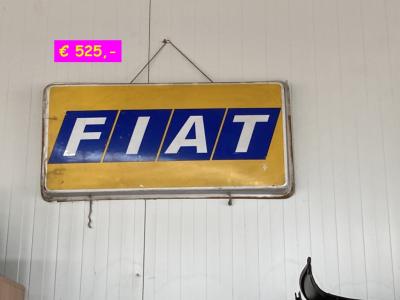 € 525,-
FIAT